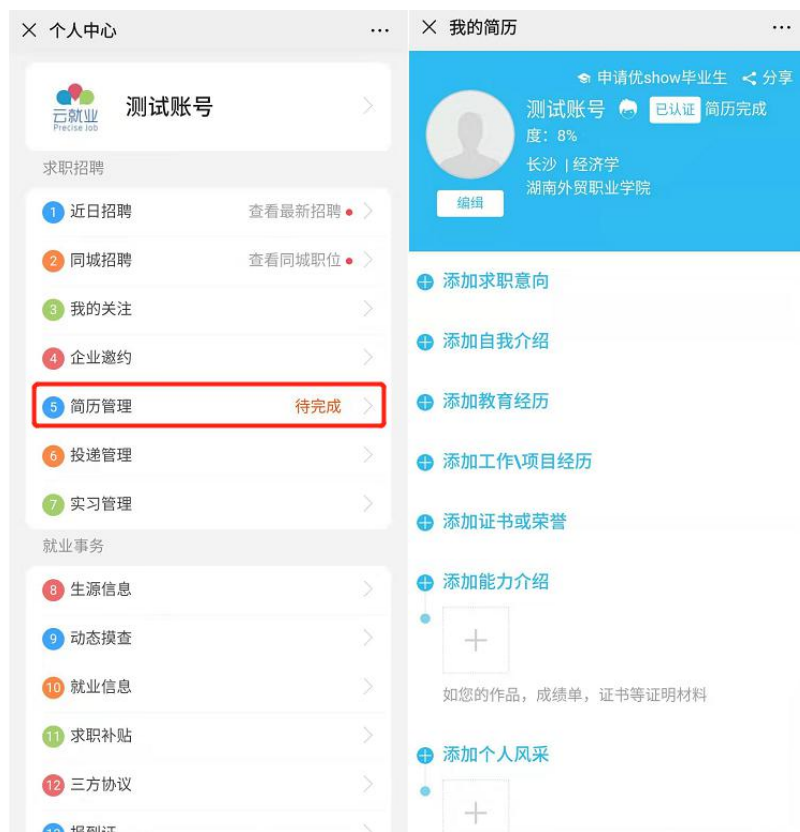 个人中心
云就业
Precise Job
测试账号
求职招聘
1 近日招聘 查看最新招聘
2 同城招聘 查看同城职位
3 我的关注
4 企业邀约
5 简历管理 待完成
6 投递管理
7 实习管理
就业事务
8 生源信息
9 动态摸查
10 就业信息
11 求职补贴
12 三方协议
我的简历
申请优show毕业生 分享
测试账号 已认证 简历完成
度：8%
长沙 | 经济学
湖南外贸职业学院
编缉
添加求职意向
添加自我介绍
添加教育经历
添加工作\项目经历
添加证书或荣誉
添加能力介绍
如您的作品，成绩单，证书等证明材料
添加个人风采